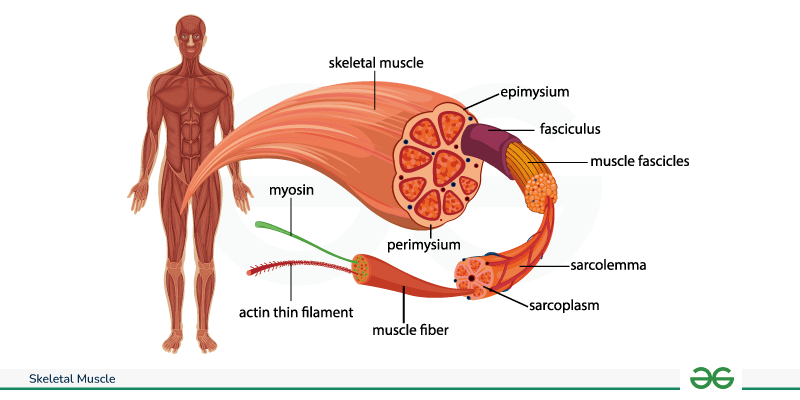 skeletal muscle
epimysium
fasciculus
muscle fascicles
myosin
perimysium
sarcolemma
sarcoplasm
actin thin filament
muscle fiber
Skeletal Muscle